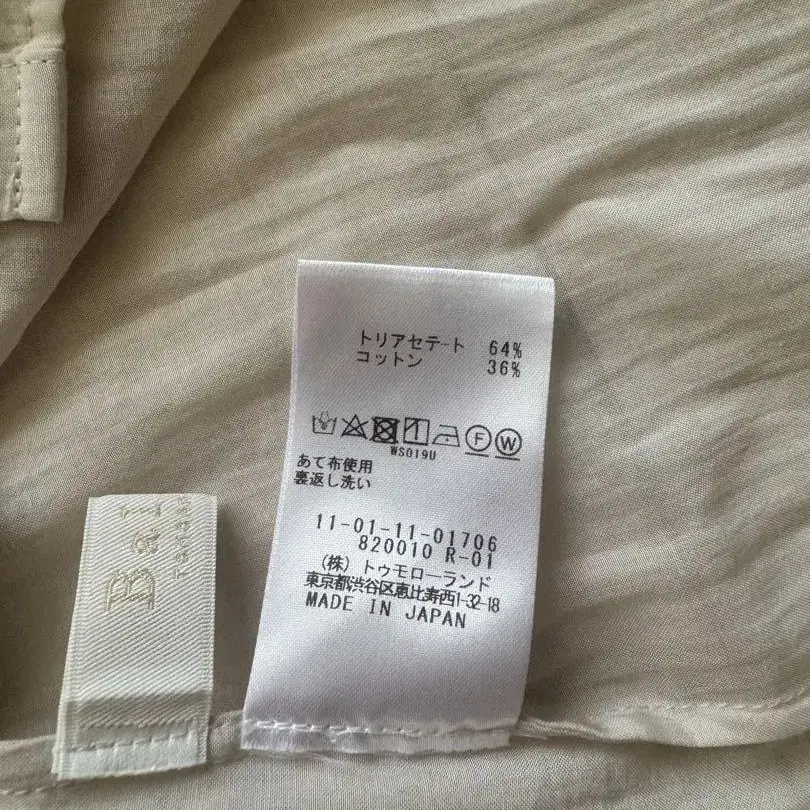 トリアセテート 64%
コットン 36%
F W
WS019U
あて布使用
裏返し洗い
11-01-11-01706
820010 R-01
(株)トゥモローランド
東京都渋谷区恵比寿西1-32-18
MADE IN JAPAN
Bal